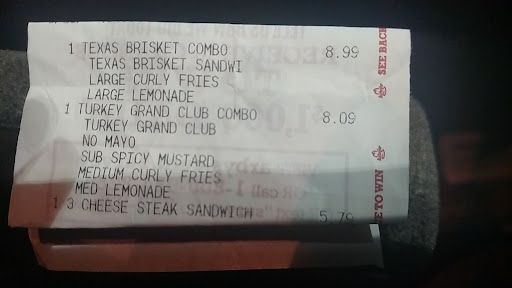 1 TEXAS BRISKET COMBO 8.99
TEXAS BRISKET SANDWI
LARGE CURLY FRIES
LARGE LEMONADE
1 TURKEY GRAND CLUB COMBO 8.09
TURKEY GRAND CLUB
NO MAYO
SUB SPICY MUSTARD
MEDIUM CURLY FRIES
MED LEMONADE
1 3 CHEESE STEAK SANDWICH 5.79
SEE BACK
E TO WIN